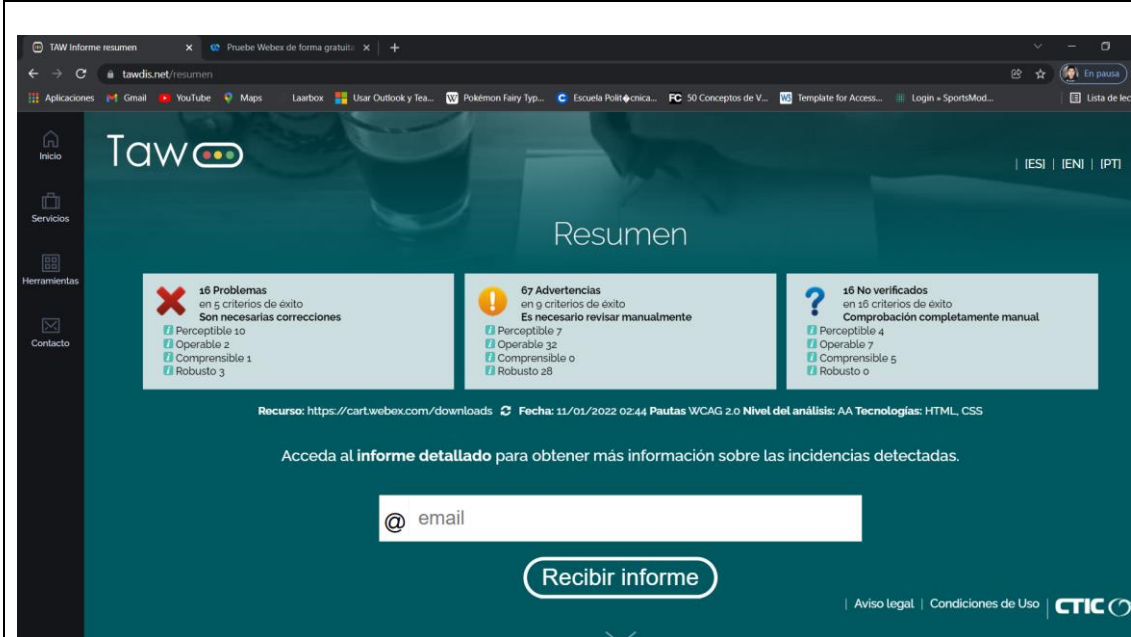 TAW Informe resumen
Pruebe Webex de forma gratuita
tawdis.net/resumen
En pausa
Aplicaciones Gmail YouTube Maps Laarbox Usar Outlook y Tea... Pokémon Fairy Typ... Escuela Polit�cnica... FC 50 Conceptos de V... Template for Access... Login » SportsMod... Lista de lec
Inicio
Servicios
Herramientas
Contacto
Taw
| [ES] | [EN] | [PT]
Resumen
16 Problemas
en 5 criterios de éxito
Son necesarias correcciones
Perceptible 10
Operable 2
Comprensible 1
Robusto 3
67 Advertencias
en 9 criterios de éxito
Es necesario revisar manualmente
Perceptible 7
Operable 32
Comprensible 0
Robusto 28
16 No verificados
en 16 criterios de éxito
Comprobación completamente manual
Perceptible 4
Operable 7
Comprensible 5
Robusto 0
Recurso: https://cart.webex.com/downloads Fecha: 11/01/2022 02:44 Pautas WCAG 2.0 Nivel del análisis: AA Tecnologías: HTML, CSS
Acceda al informe detallado para obtener más información sobre las incidencias detectadas.
@ email
Recibir informe
| Aviso legal | Condiciones de Uso | CTIC